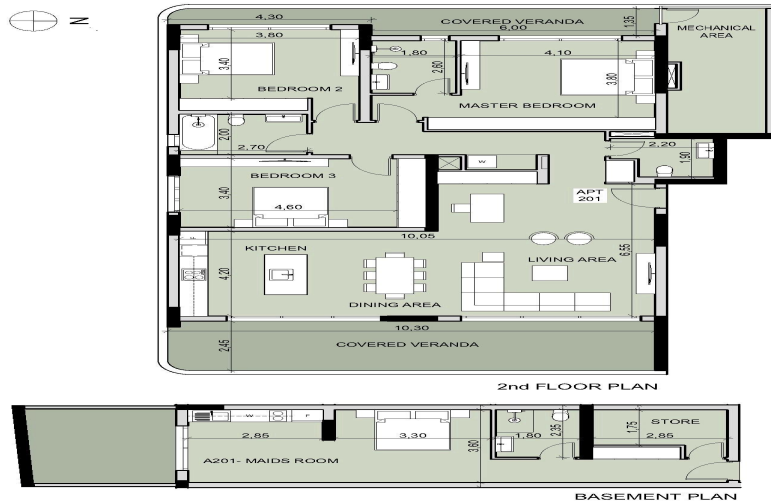 N
4,30
COVERED VERANDA
6,00
1,35
MECHANICAL
AREA
3,80
3,40
BEDROOM 2
1,80
2,60
4,10
3,80
MASTER BEDROOM
2,00
2,70
2,20
1,90
W
BEDROOM 3
3,40
4,60
APT
201
10,05
KITCHEN
F
4,20
LIVING AREA
6,55
DINING AREA
10,30
2,45
COVERED VERANDA
2nd FLOOR PLAN
W
F
2,85
3,30
3,60
1,80
2,35
1,75
STORE
2,85
A201- MAIDS ROOM
BASEMENT PLAN